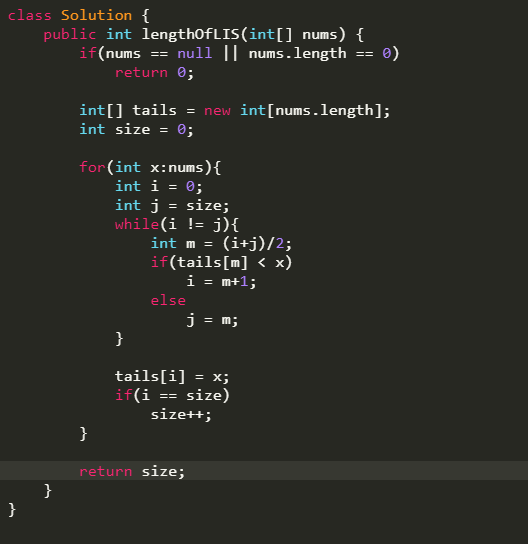 class Solution {
    public int lengthOfLIS(int[] nums) {
        if(nums == null || nums.length == 0)
            return 0;

        int[] tails = new int[nums.length];
        int size = 0;

        for(int x:nums){
            int i = 0;
            int j = size;
            while(i != j){
                int m = (i+j)/2;
                if(tails[m] < x)
                    i = m+1;
                else
                    j = m;
            }

            tails[i] = x;
            if(i == size)
                size++;
        }

        return size;
    }
}